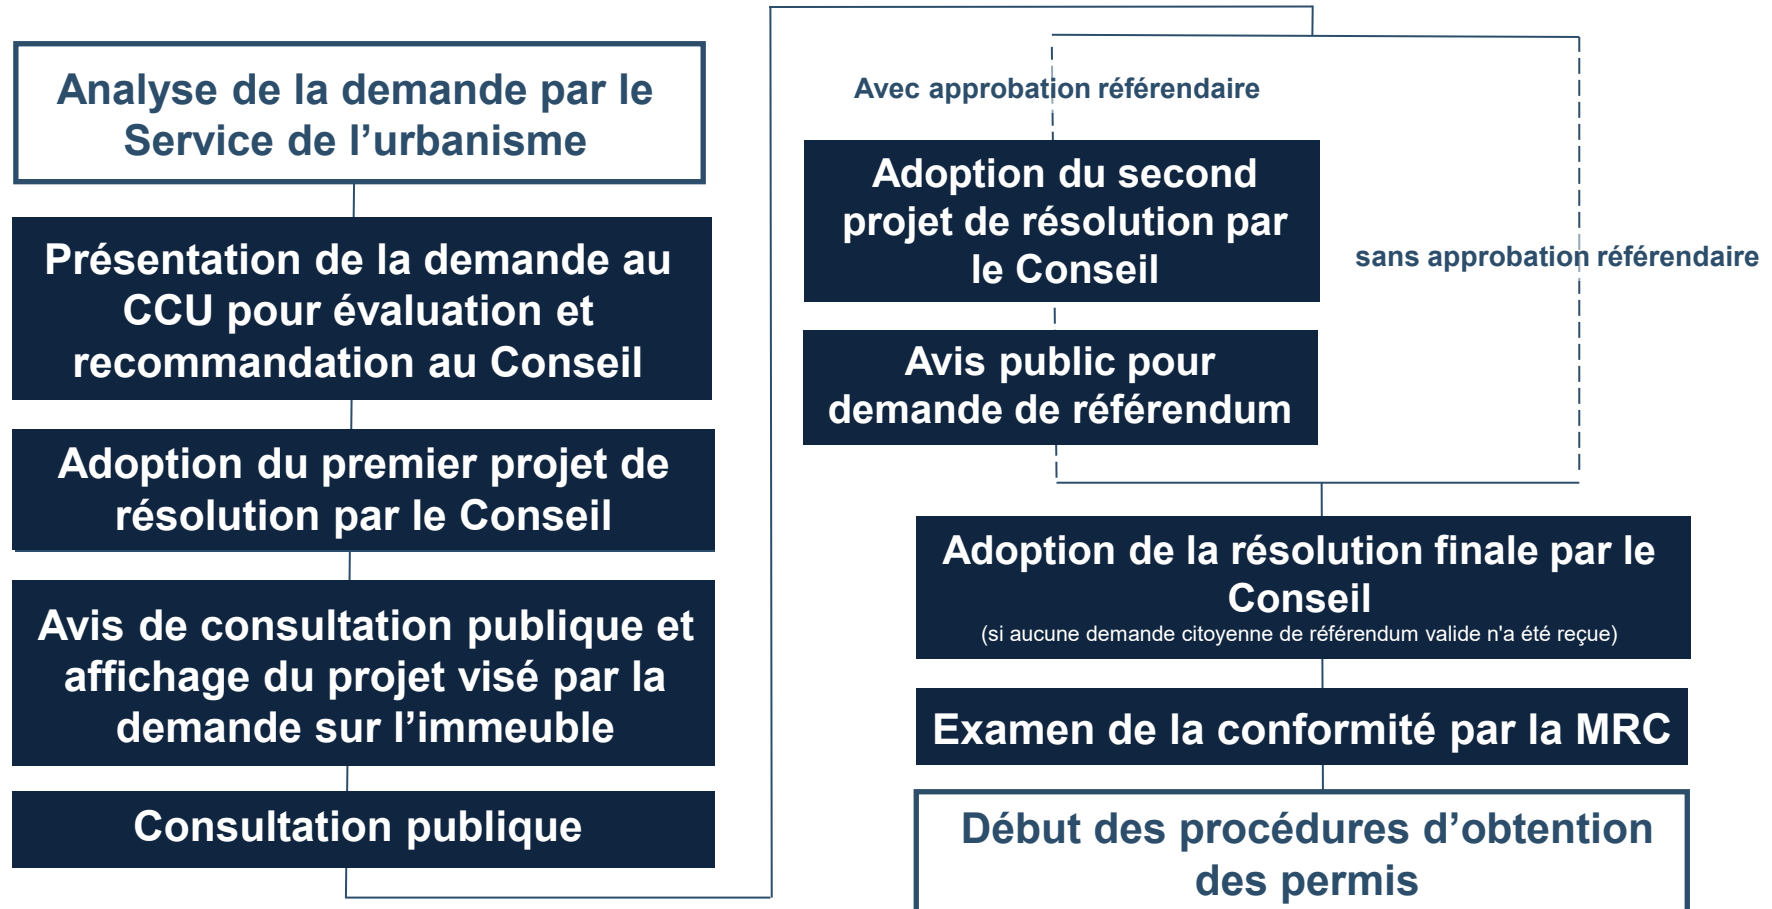 Analyse de la demande par le
Service de l’urbanisme
Présentation de la demande au
CCU pour évaluation et
recommandation au Conseil
Adoption du premier projet de
résolution par le Conseil
Avis de consultation publique et
affichage du projet visé par la
demande sur l’immeuble
Consultation publique
Avec approbation référendaire
Adoption du second
projet de résolution par
le Conseil
Avis public pour
demande de référendum
sans approbation référendaire
Adoption de la résolution finale par le
Conseil
(si aucune demande citoyenne de référendum valide n'a été reçue)
Examen de la conformité par la MRC
Début des procédures d’obtention
des permis